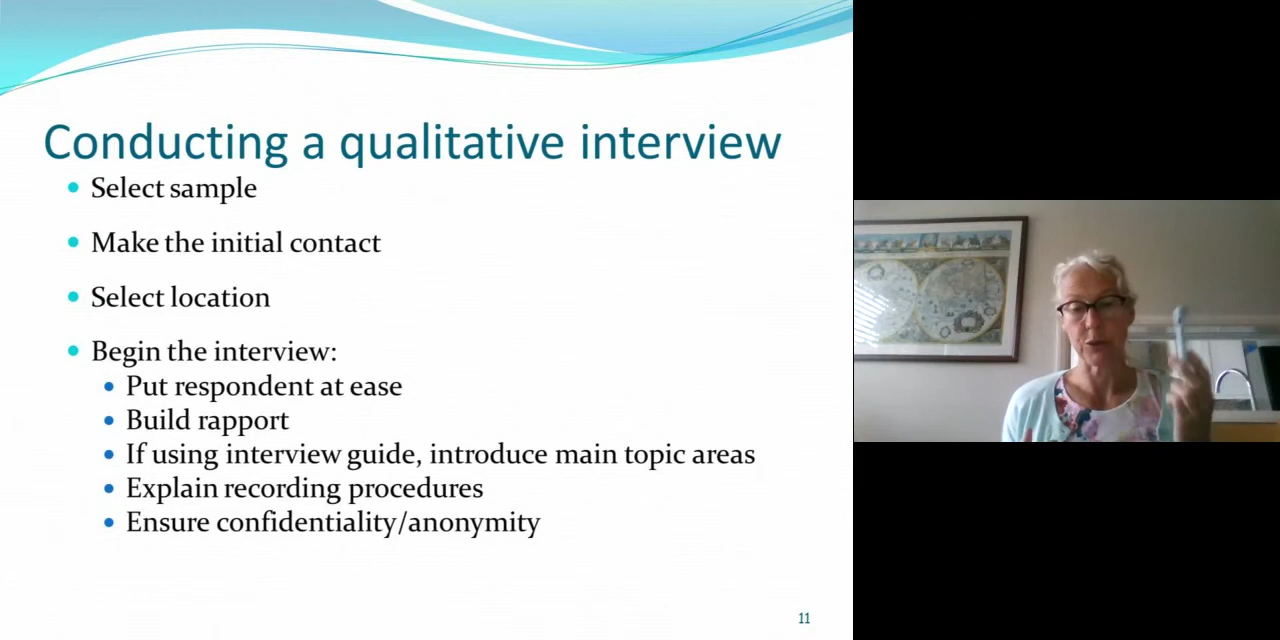 Conducting a qualitative interview
Select sample
Make the initial contact
Select location
Begin the interview:
Put respondent at ease
Build rapport
If using interview guide, introduce main topic areas
Explain recording procedures
Ensure confidentiality/anonymity
11